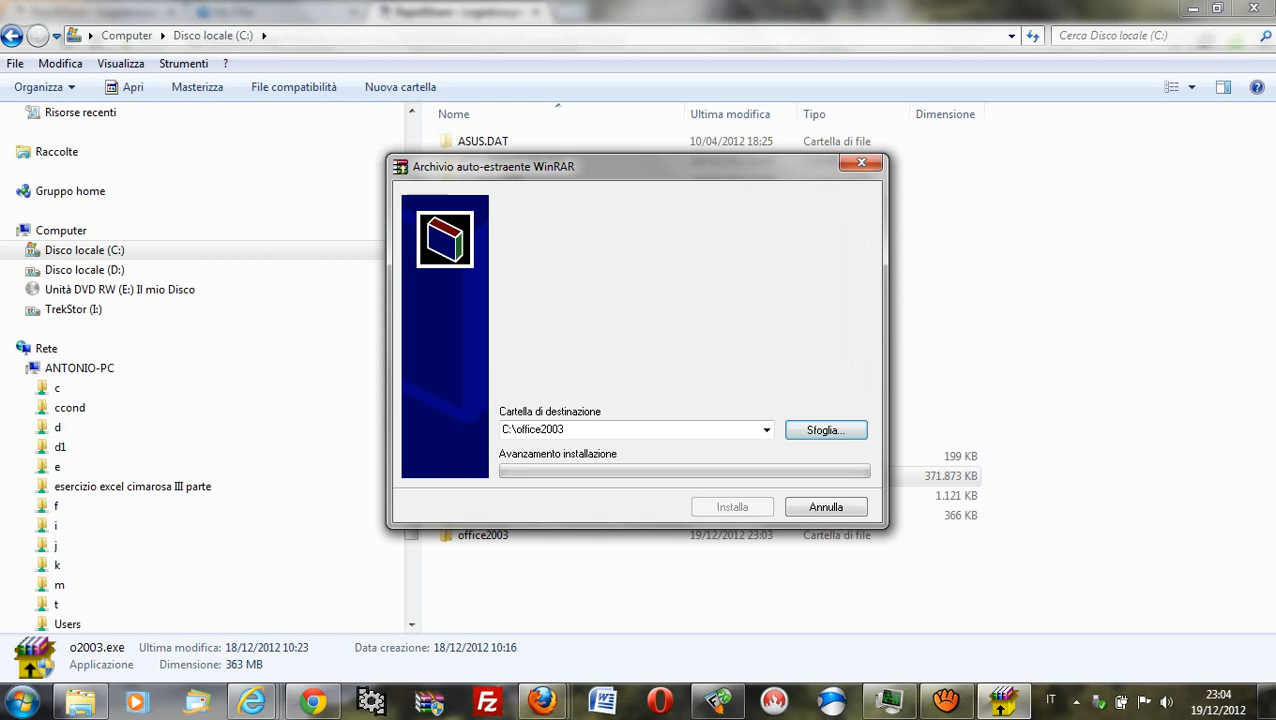 Computer Disco locale (C:) Cerca Disco locale (C:)
File Modifica Visualizza Strumenti ?
Organizza Apri Masterizza File compatibilità Nuova cartella
Risorse recenti
Raccolte
Gruppo home
Computer
Disco locale (C:)
Disco locale (D:)
Unità DVD RW (E:) Il mio Disco
TrekStor (I:)
Rete
ANTONIO-PC
c
ccond
d
d1
e
esercizio excel cimarosa III parte
f
i
j
k
m
t
Users
Nome Ultima modifica Tipo Dimensione
ASUS.DAT 10/04/2012 18:25 Cartella di file
Archivio auto-estraente WinRAR
Cartella di destinazione
C:\office2003 Sfoglia...
Avanzamento installazione
Installa Annulla
199 KB
371.873 KB
1.121 KB
366 KB
office2003 19/12/2012 23:03 Cartella di file
o2003.exe Ultima modifica: 18/12/2012 10:23 Data creazione: 18/12/2012 10:16
Applicazione Dimensione: 363 MB
IT 23:04
19/12/2012